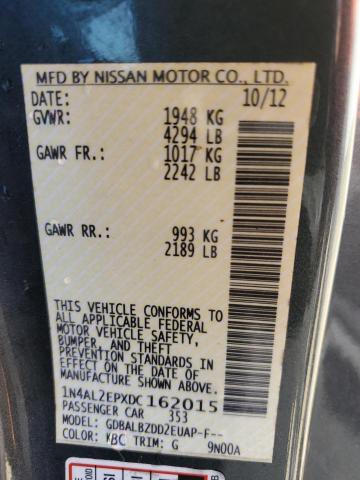 MFD BY NISSAN MOTOR CO., LTD.
DATE: 10/12
GVWR: 1948 KG
4294 LB
GAWR FR.: 1017 KG
2242 LB
GAWR RR.: 993 KG
2189 LB
THIS VEHICLE CONFORMS TO
ALL APPLICABLE FEDERAL
MOTOR VEHICLE SAFETY,
BUMPER, AND THEFT
PREVENTION STANDARDS IN
EFFECT ON THE DATE OF
MANUFACTURE SHOWN ABOVE.
1N4AL2EPXDC162015
PASSENGER CAR 353
MODEL: GDBALBZDD2EUAP-F--
COLOR: KBC TRIM: G 9N00A